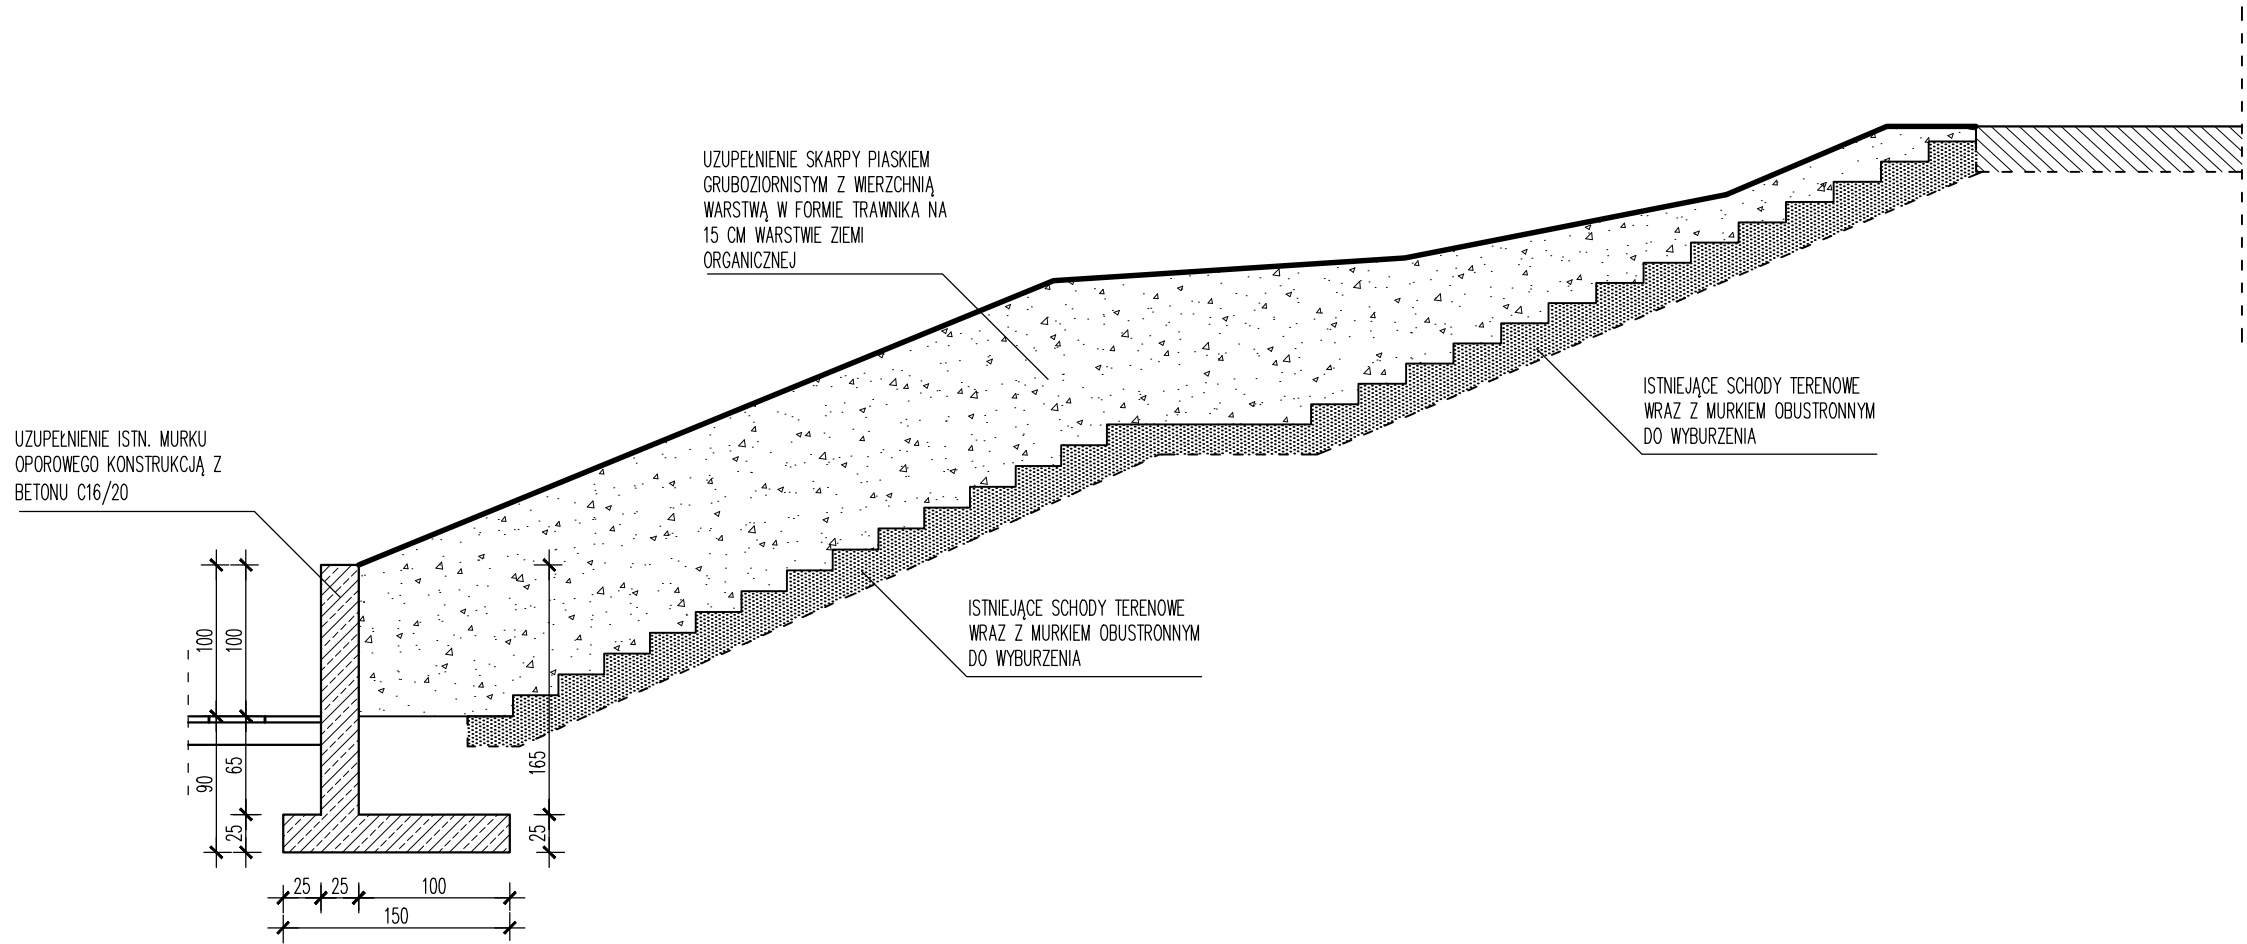 UZUPEŁNIENIE SKARPY PIASKIEM
GRUBOZIORNISTYM Z WIERZCHNIĄ
WARSTWĄ W FORMIE TRAWNIKA NA
15 CM WARSTWIE ZIEMI
ORGANICZNEJ
ISTNIEJĄCE SCHODY TERENOWE
WRAZ Z MURKIEM OBUSTRONNYM
DO WYBURZENIA
UZUPEŁNIENIE ISTN. MURKU
OPOROWEGO KONSTRUKCJĄ Z
BETONU C16/20
ISTNIEJĄCE SCHODY TERENOWE
WRAZ Z MURKIEM OBUSTRONNYM
DO WYBURZENIA
100
100
90
65
25
165
25
25
25
100
150